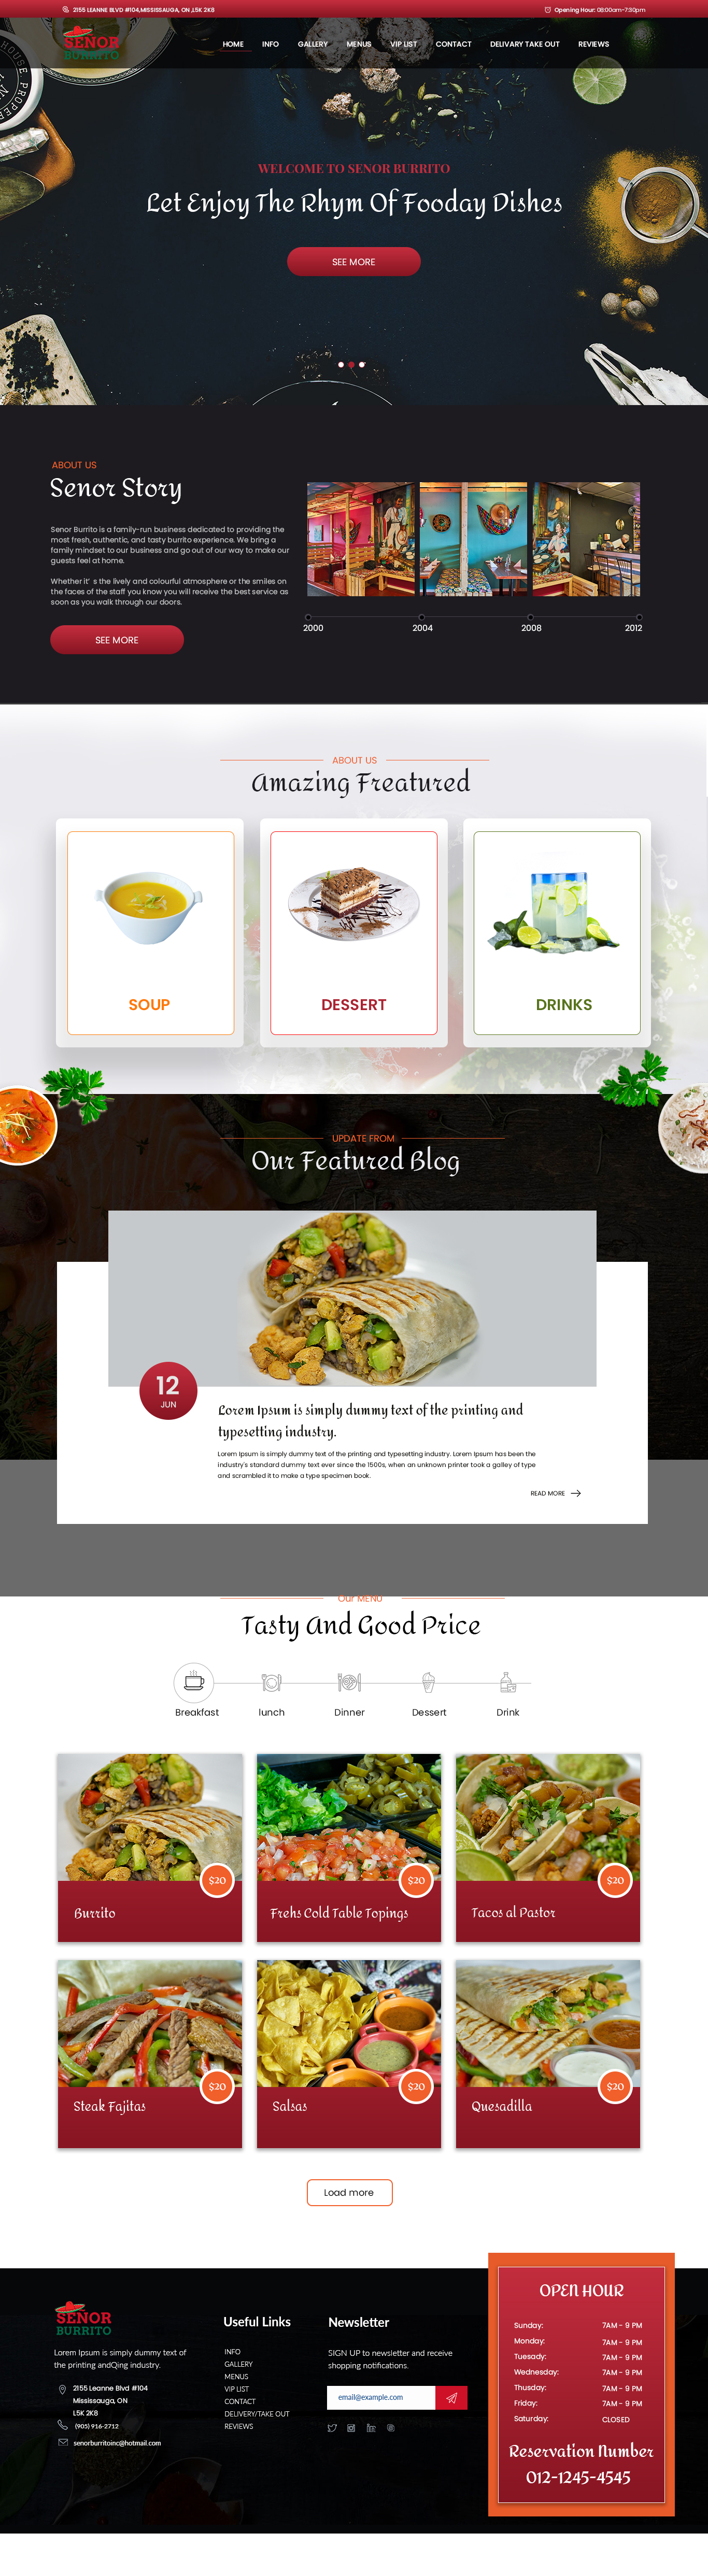 2155 LEANNE BLVD #104,MISSISSAUGA, ON ,L5K 2K8
Opening Hour: 08:00am-7:30pm
SENOR
BURRITO
HOME INFO GALLERY MENUS VIP LIST CONTACT DELIVARY TAKE OUT REVIEWS
HOUSE PROPER
WELCOME TO SENOR BURRITO
Let Enjoy The Rhym Of Fooday Dishes
SEE MORE
ABOUT US
Senor Story
Senor Burrito is a family-run business dedicated to providing the
most fresh, authentic, and tasty burrito experience. We bring a
family mindset to our business and go out of our way to make our
guests feel at home.
Whether it' s the lively and colourful atmosphere or the smiles on
the faces of the staff you know you will receive the best service as
soon as you walk through our doors.
SEE MORE
2000 2004 2008 2012
ABOUT US
Amazing Freatured
SOUP
DESSERT
DRINKS
UPDATE FROM
Our Featured Blog
12
JUN
Lorem Ipsum is simply dummy text of the printing and
typesetting industry.
Lorem Ipsum is simply dummy text of the printing and typesetting industry. Lorem Ipsum has been the
industry's standard dummy text ever since the 1500s, when an unknown printer took a galley of type
and scrambled it to make a type specimen book.
READ MORE
Our MENU
Tasty And Good Price
Breakfast lunch Dinner Dessert Drink
$20
Burrito
$20
Frehs Cold Table Topings
$20
Tacos al Pastor
$20
Steak Fajitas
$20
Salsas
$20
Quesadilla
Load more
SENOR
BURRITO
Lorem Ipsum is simply dummy text of
the printing andQing industry.
2155 Leanne Blvd #104
Mississauga, ON
L5K 2K8
(905) 916-2712
senorburritoinc@hotmail.com
Useful Links
INFO
GALLERY
MENUS
VIP LIST
CONTACT
DELIVERY/TAKE OUT
REVIEWS
Newsletter
SIGN UP to newsletter and receive
shopping notifications.
email@example.com
OPEN HOUR
Sunday: 7AM - 9 PM
Monday: 7AM - 9 PM
Tuesady: 7AM - 9 PM
Wednesday: 7AM - 9 PM
Thusday: 7AM - 9 PM
Friday: 7AM - 9 PM
Saturday: CLOSED
Reservation Number
012-1245-4545